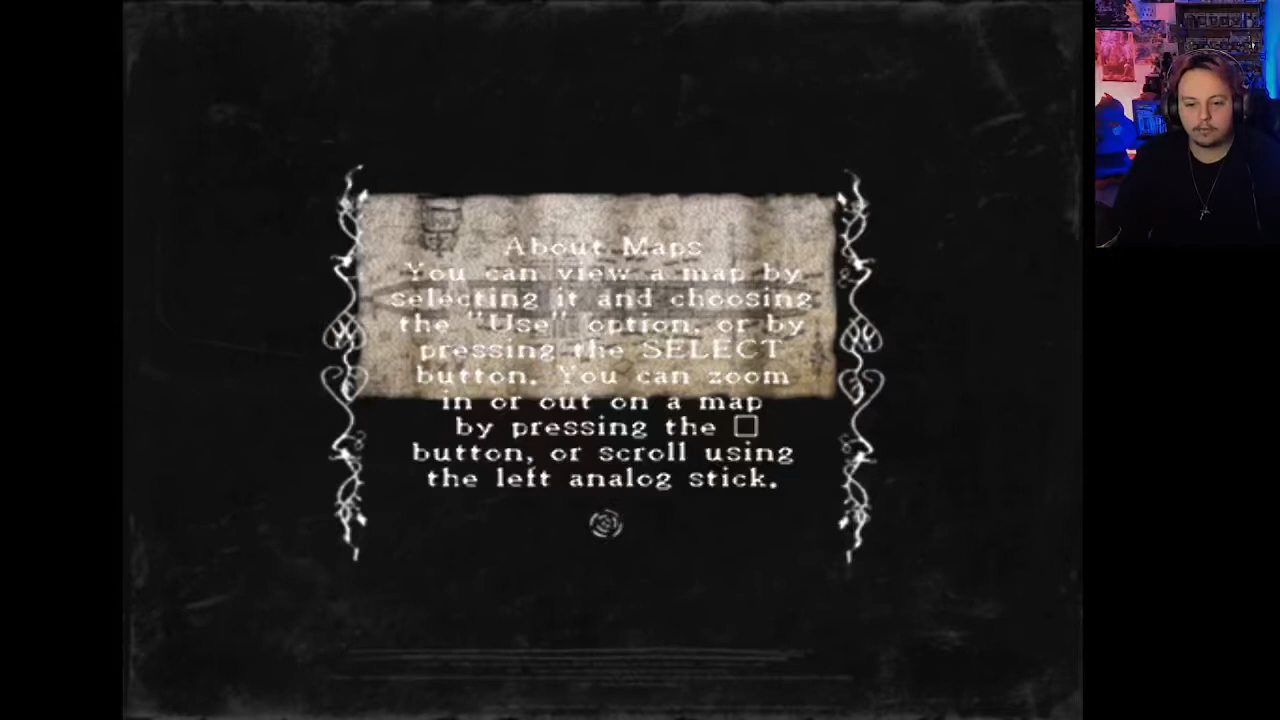 About Maps
You can view a map by
selecting it and choosing
the "Use" option, or by
pressing the SELECT
button. You can zoom
in or out on a map
by pressing the □
button, or scroll using
the left analog stick.